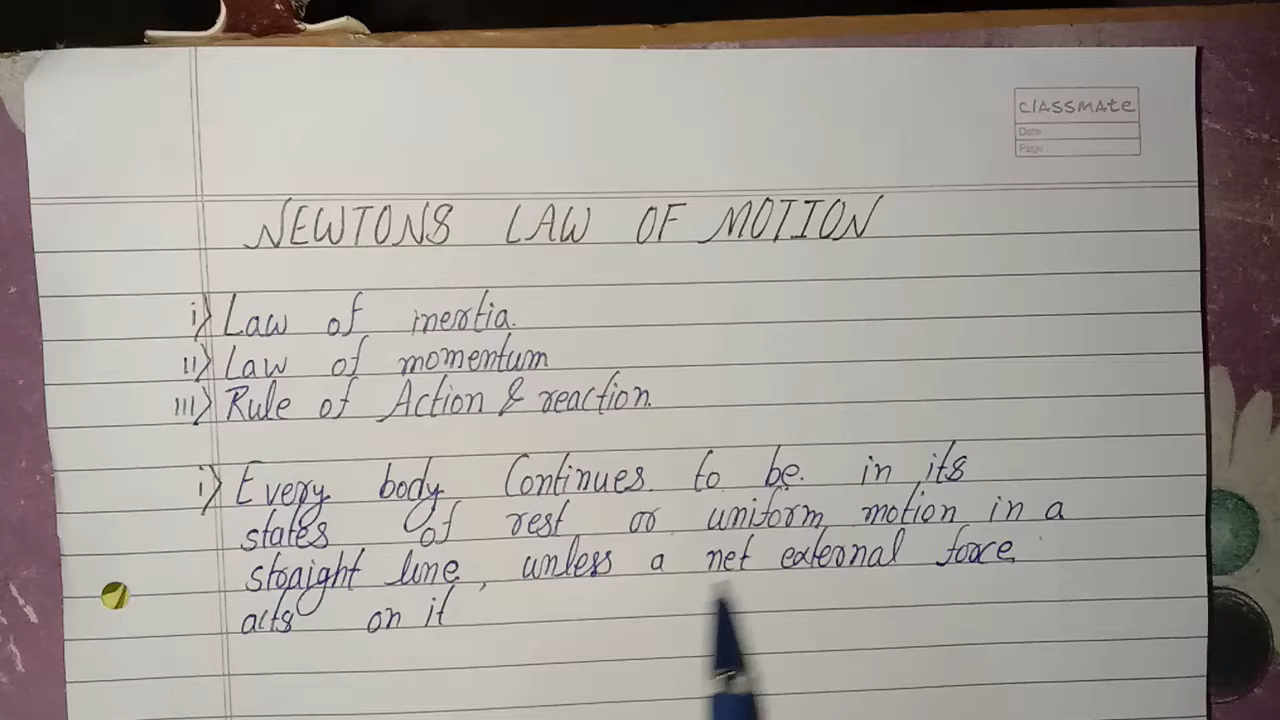 CLASSMATE
Date
Page
NEWTONS LAW OF MOTION
i) Law of inertia.
ii) Law of momentum
iii) Rule of Action & reaction.
i) Every body Continues to be in its
states of rest or uniform motion in a
straight line, unless a net external force
acts on it